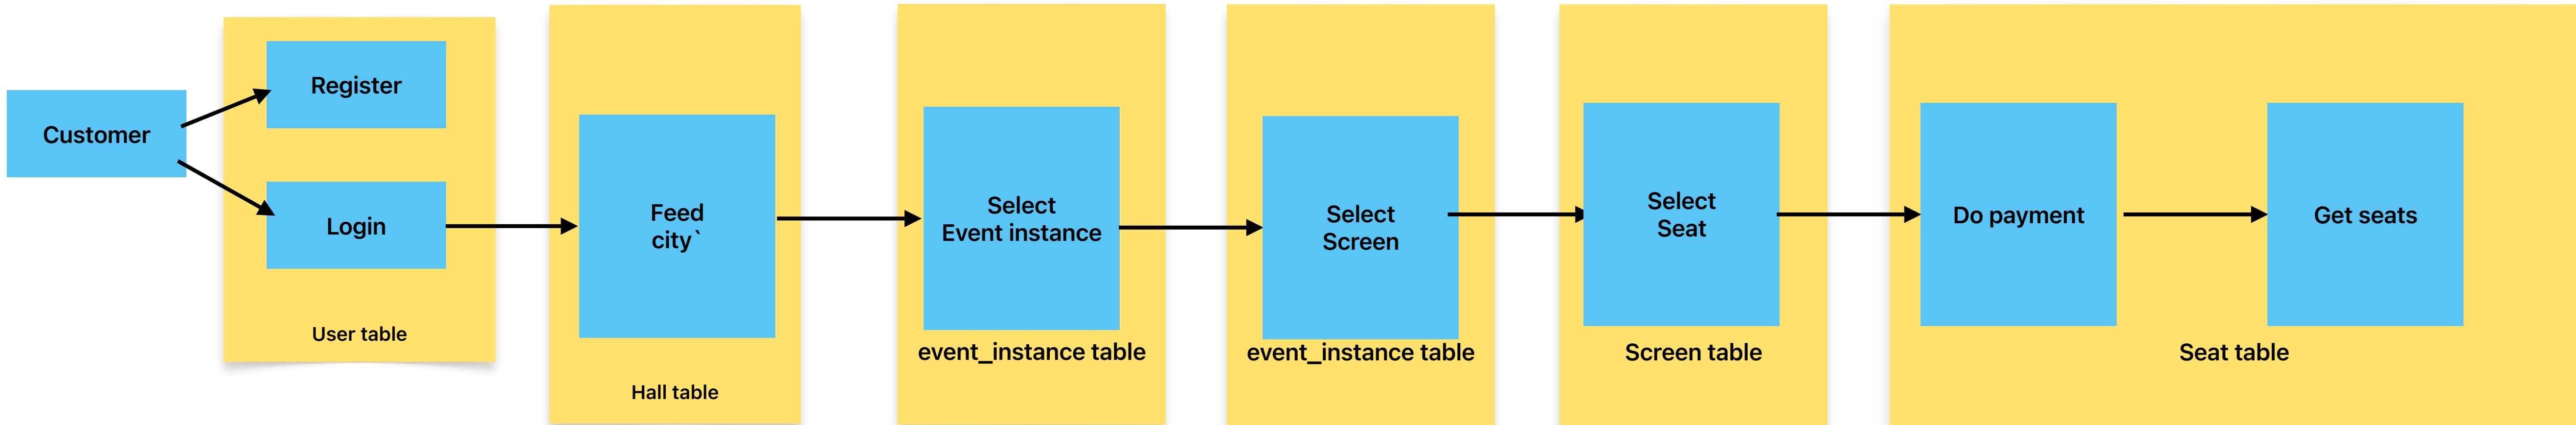 Customer
Register
Login
User table
Feed
city`
Hall table
Select
Event instance
event_instance table
Select
Screen
event_instance table
Select
Seat
Screen table
Do payment
Get seats
Seat table